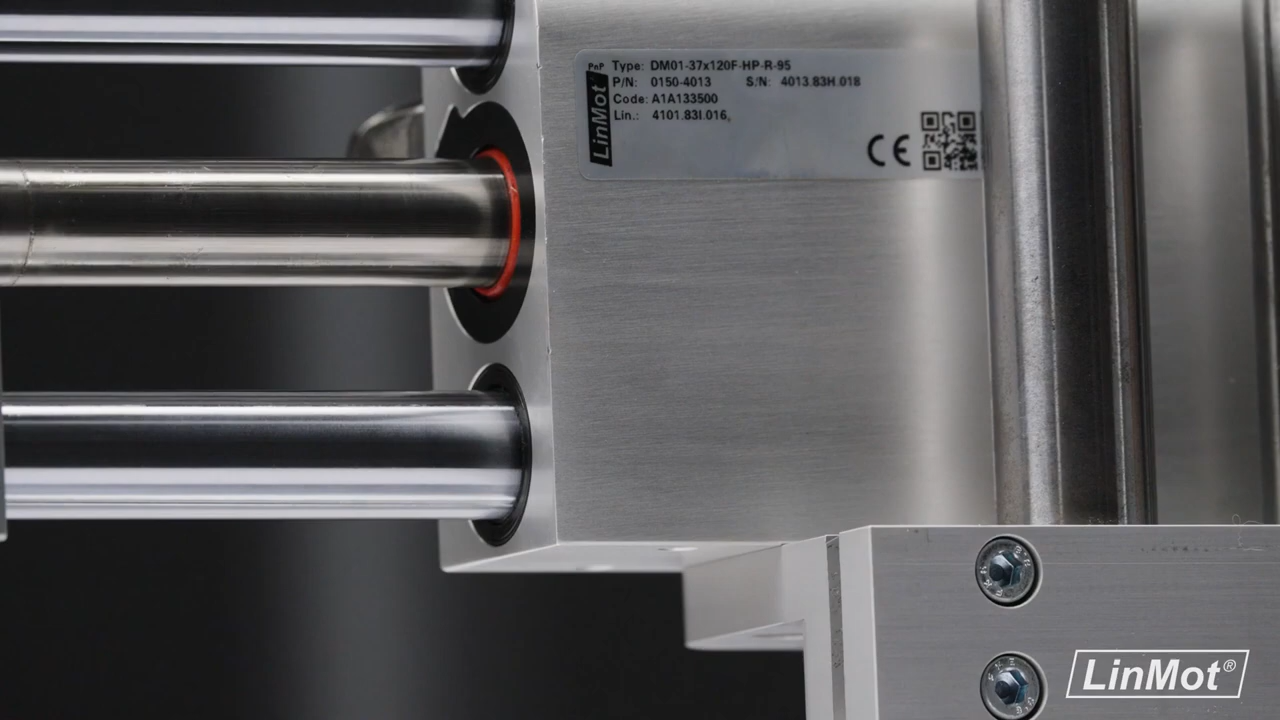 PnP
LinMot
Type: DM01-37x120F-HP-R-95
P/N: 0150-4013 S/N: 4013.83H.018
Code: A1A133500
Lin.: 4101.83I.016
CE
LinMot®